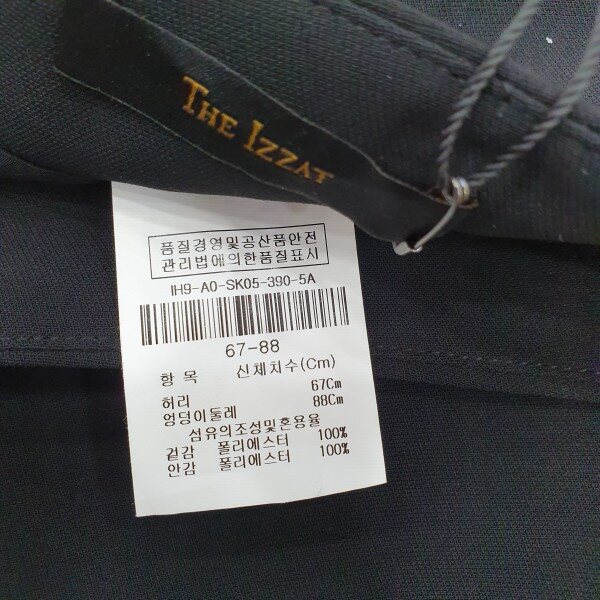 THE IZZAT
품질경영및공산품안전
관리법에의한품질표시
IH9-A0-SK05-390-5A
67-88
항 목 신체치수(Cm)
허리 67Cm
엉덩이둘레 88Cm
섬유의조성및혼용율
겉감 폴리에스터 100%
안감 폴리에스터 100%